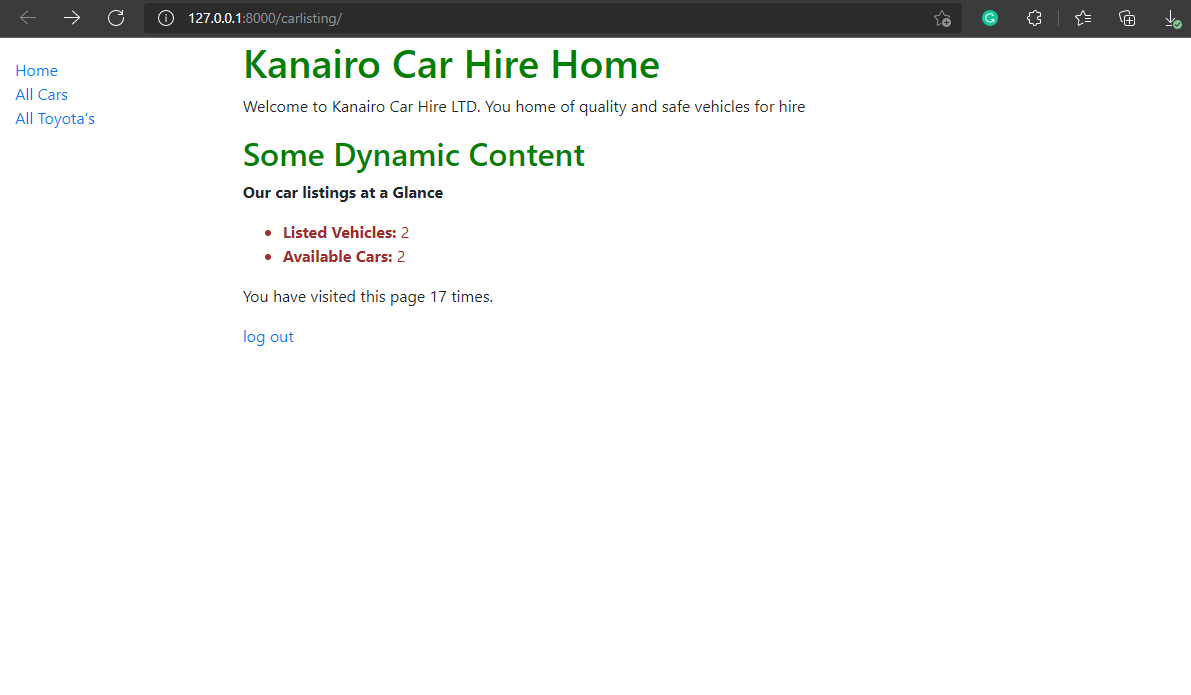 127.0.0.1:8000/carlisting/
Home
All Cars
All Toyota's
Kanairo Car Hire Home
Welcome to Kanairo Car Hire LTD. You home of quality and safe vehicles for hire
Some Dynamic Content
Our car listings at a Glance
Listed Vehicles: 2
Available Cars: 2
You have visited this page 17 times.
log out